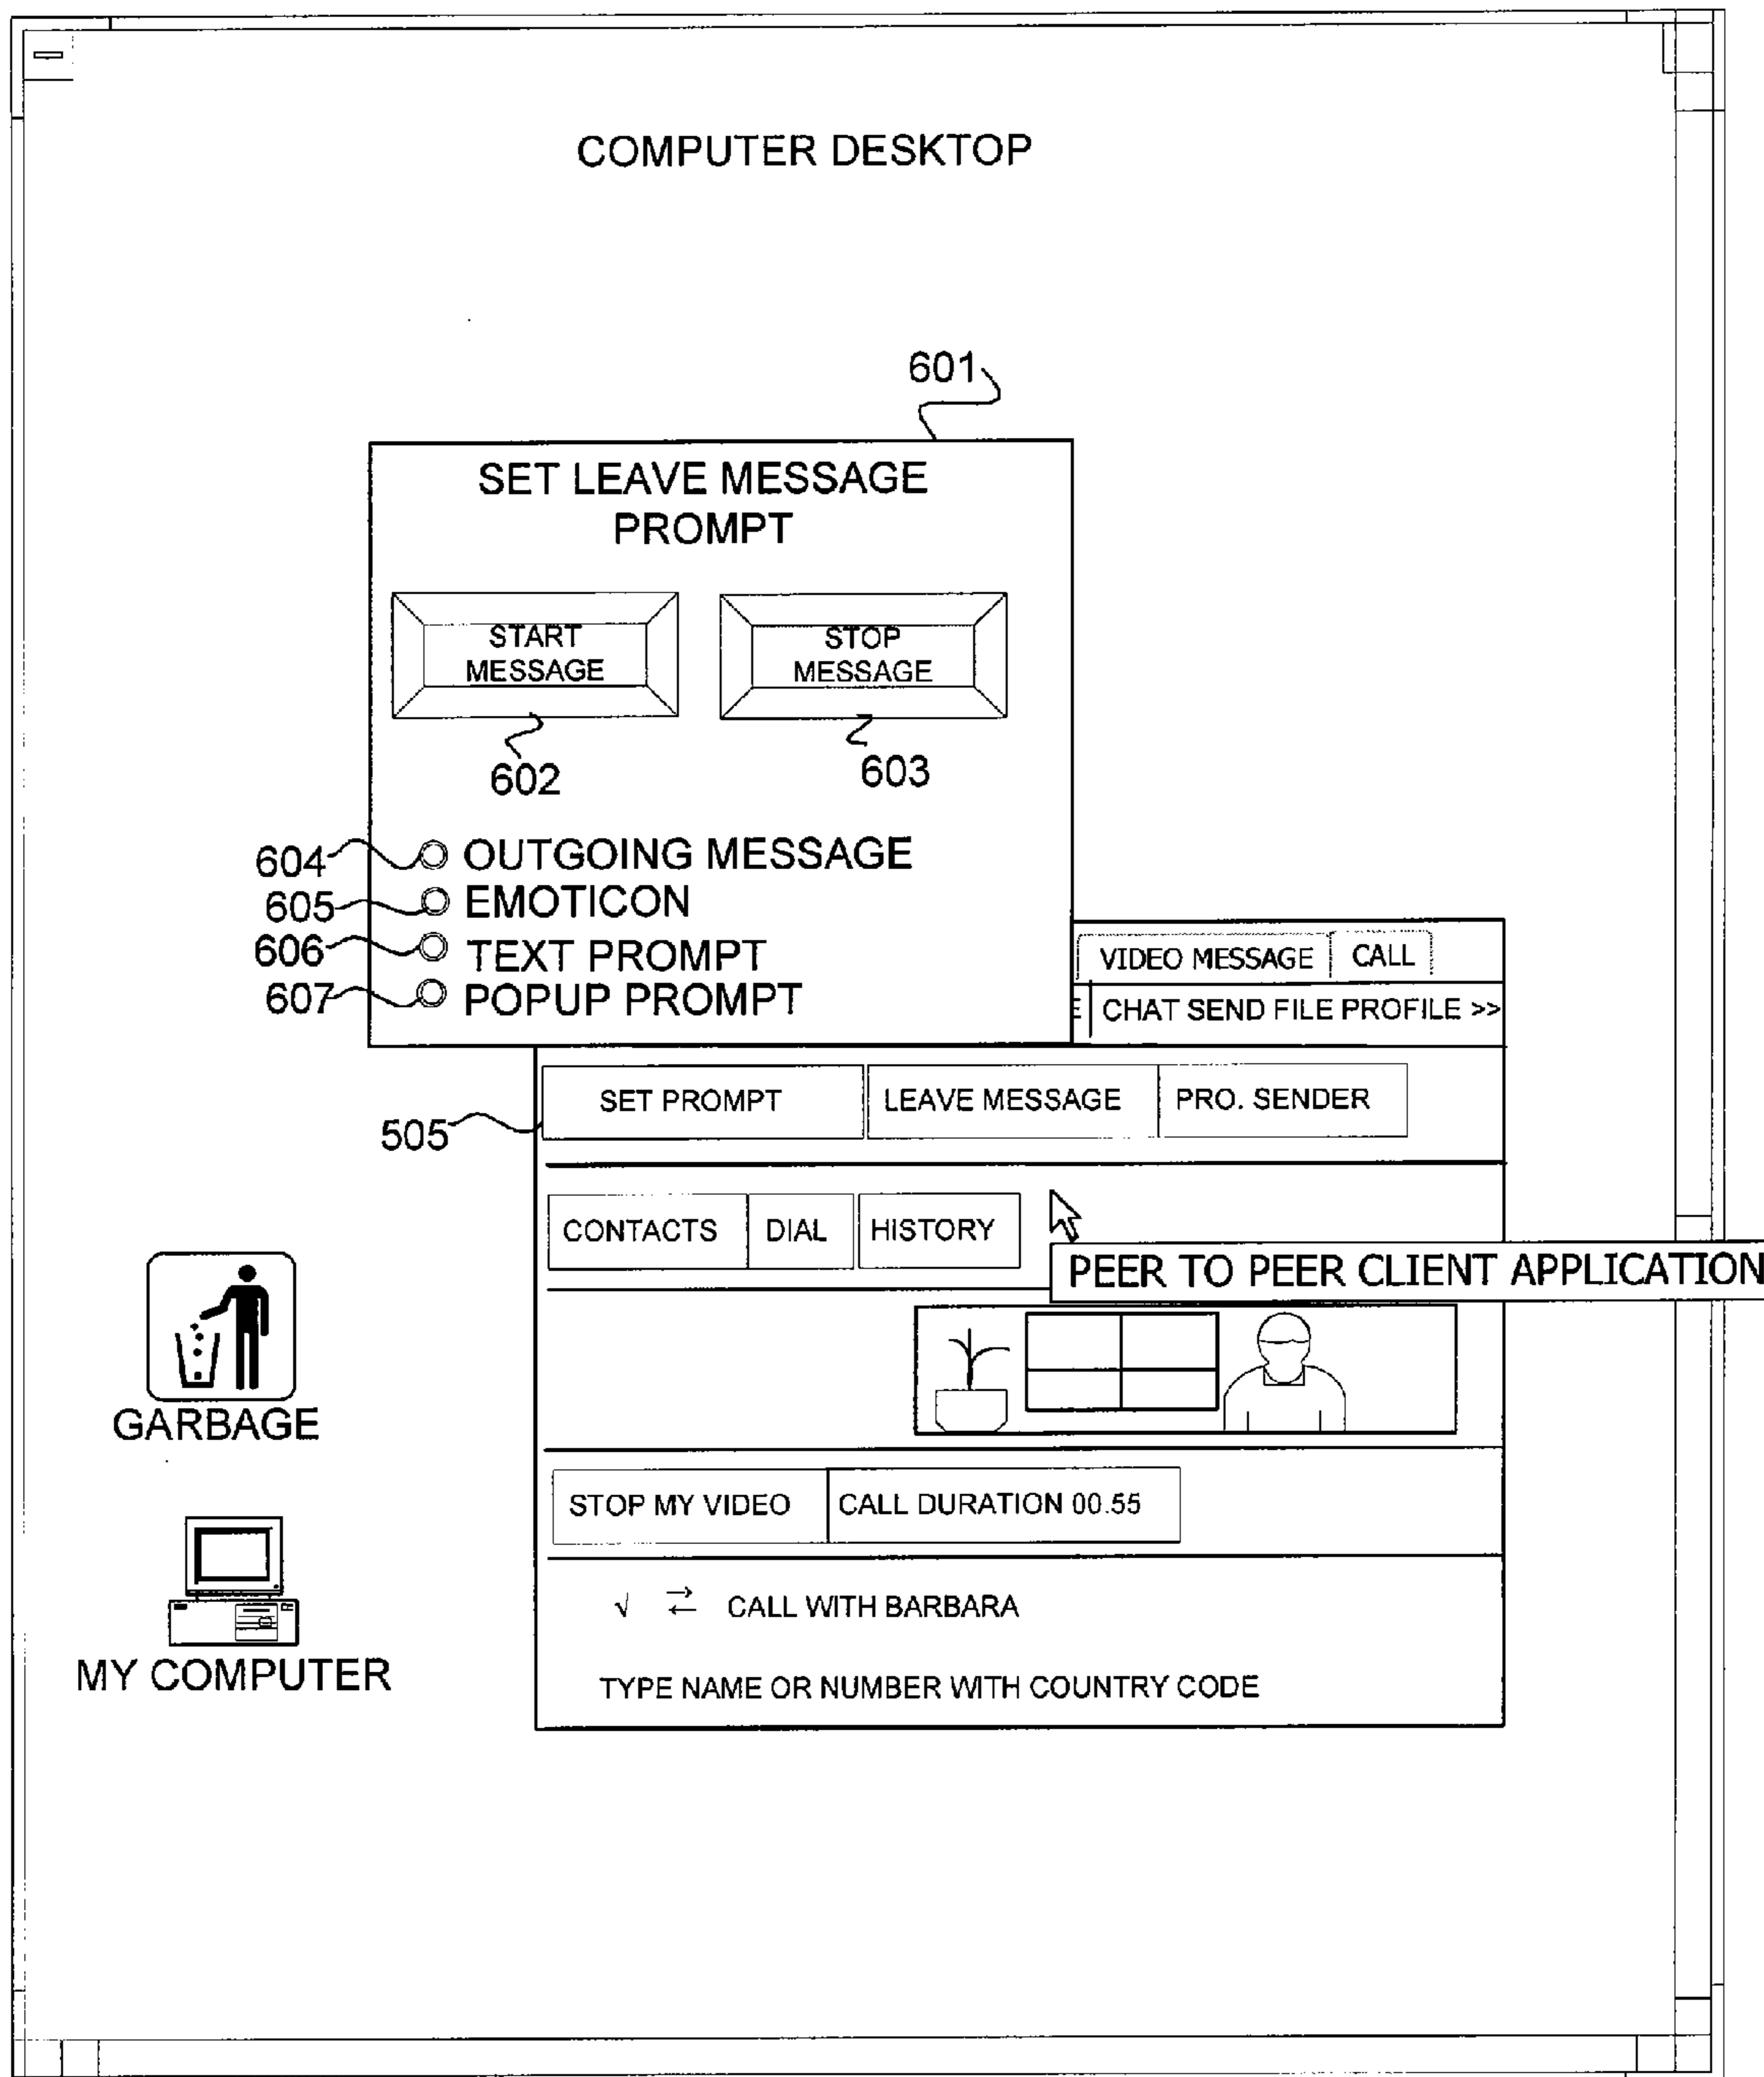 COMPUTER DESKTOP
601
SET LEAVE MESSAGE
PROMPT
START
MESSAGE
STOP
MESSAGE
602
603
604 OUTGOING MESSAGE
605 EMOTICON
606 TEXT PROMPT
607 POPUP PROMPT
VIDEO MESSAGE CALL
E CHAT SEND FILE PROFILE >>
505
SET PROMPT LEAVE MESSAGE PRO. SENDER
CONTACTS DIAL HISTORY
PEER TO PEER CLIENT APPLICATION
GARBAGE
STOP MY VIDEO CALL DURATION 00.55
√ ⇄ CALL WITH BARBARA
MY COMPUTER
TYPE NAME OR NUMBER WITH COUNTRY CODE